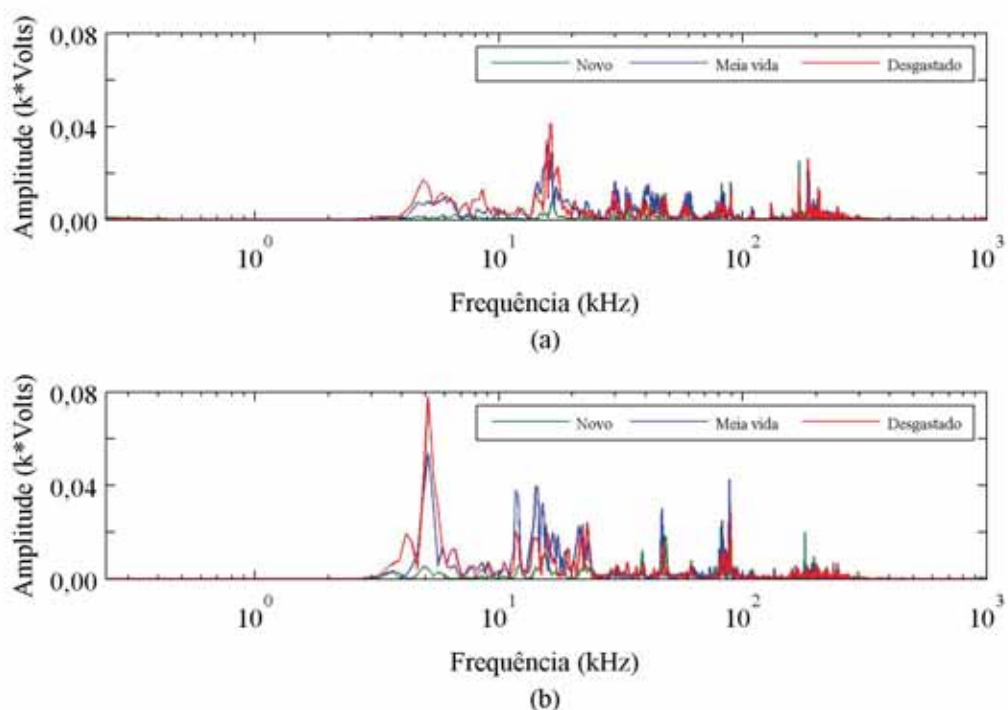 0,08
0,04
0,00
Amplitude (k*Volts)
Novo Meia vida Desgastado
10^0 10^1 10^2 10^3
Frequência (kHz)
(a)
0,08
0,04
0,00
Amplitude (k*Volts)
Novo Meia vida Desgastado
10^0 10^1 10^2 10^3
Frequência (kHz)
(b)